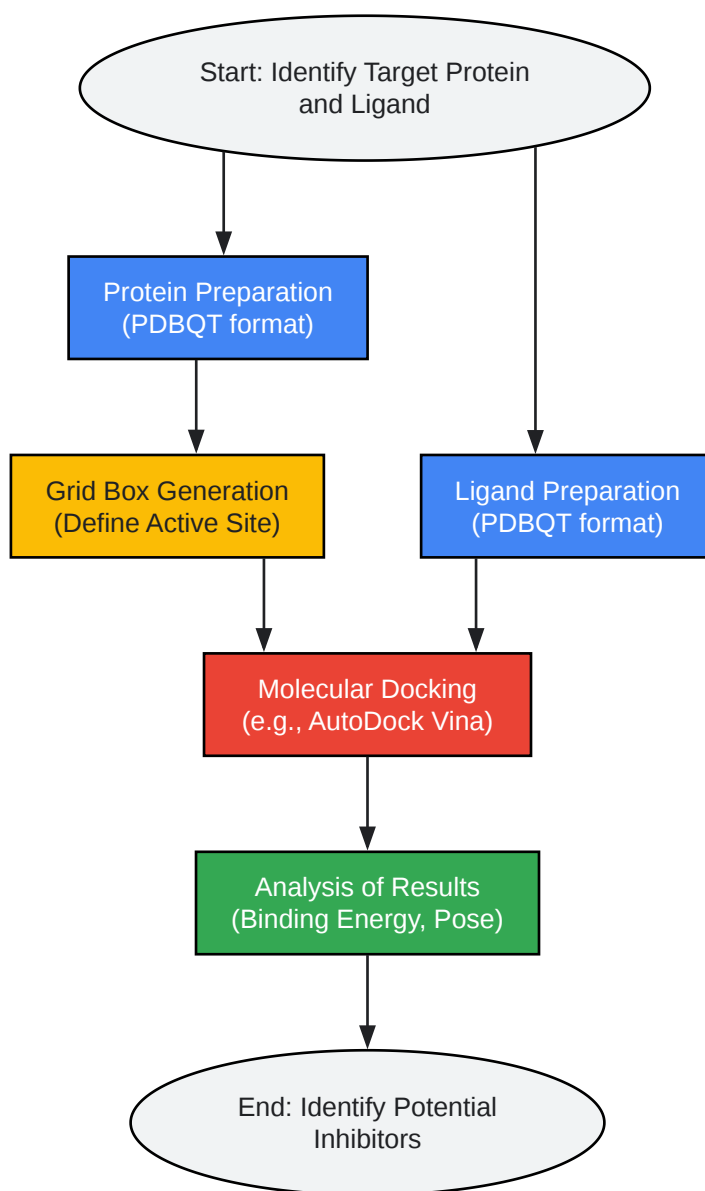 Start: Identify Target Protein
and Ligand
Protein Preparation
(PDBQT format)
Grid Box Generation
(Define Active Site)
Ligand Preparation
(PDBQT format)
Molecular Docking
(e.g., AutoDock Vina)
Analysis of Results
(Binding Energy, Pose)
End: Identify Potential
Inhibitors